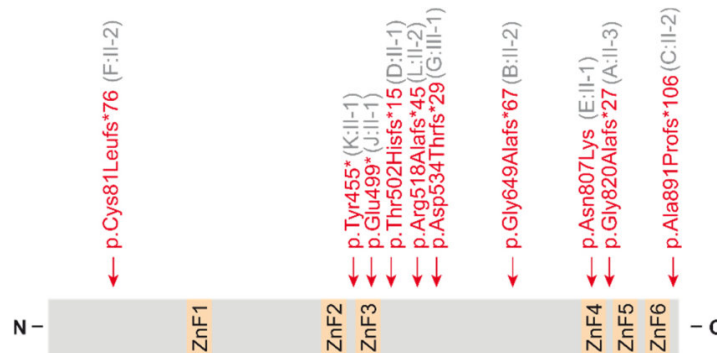 p.Cys81Leufs*76 (F:II-2)
p.Tyr455* (K:II-1)
p.Glu499* (J:II-1)
p.Thr502Hisfs*15 (D:II-1)
p.Arg518Alafs*45 (L:II-2)
p.Asp534Thrfs*29 (G:III-1)
p.Gly649Alafs*67 (B:II-2)
p.Asn807Lys (E:II-1)
p.Gly820Alafs*27 (A:II-3)
p.Ala891Profs*106 (C:II-2)
N – ZnF1 ZnF2 ZnF3 ZnF4 ZnF5 ZnF6 – C